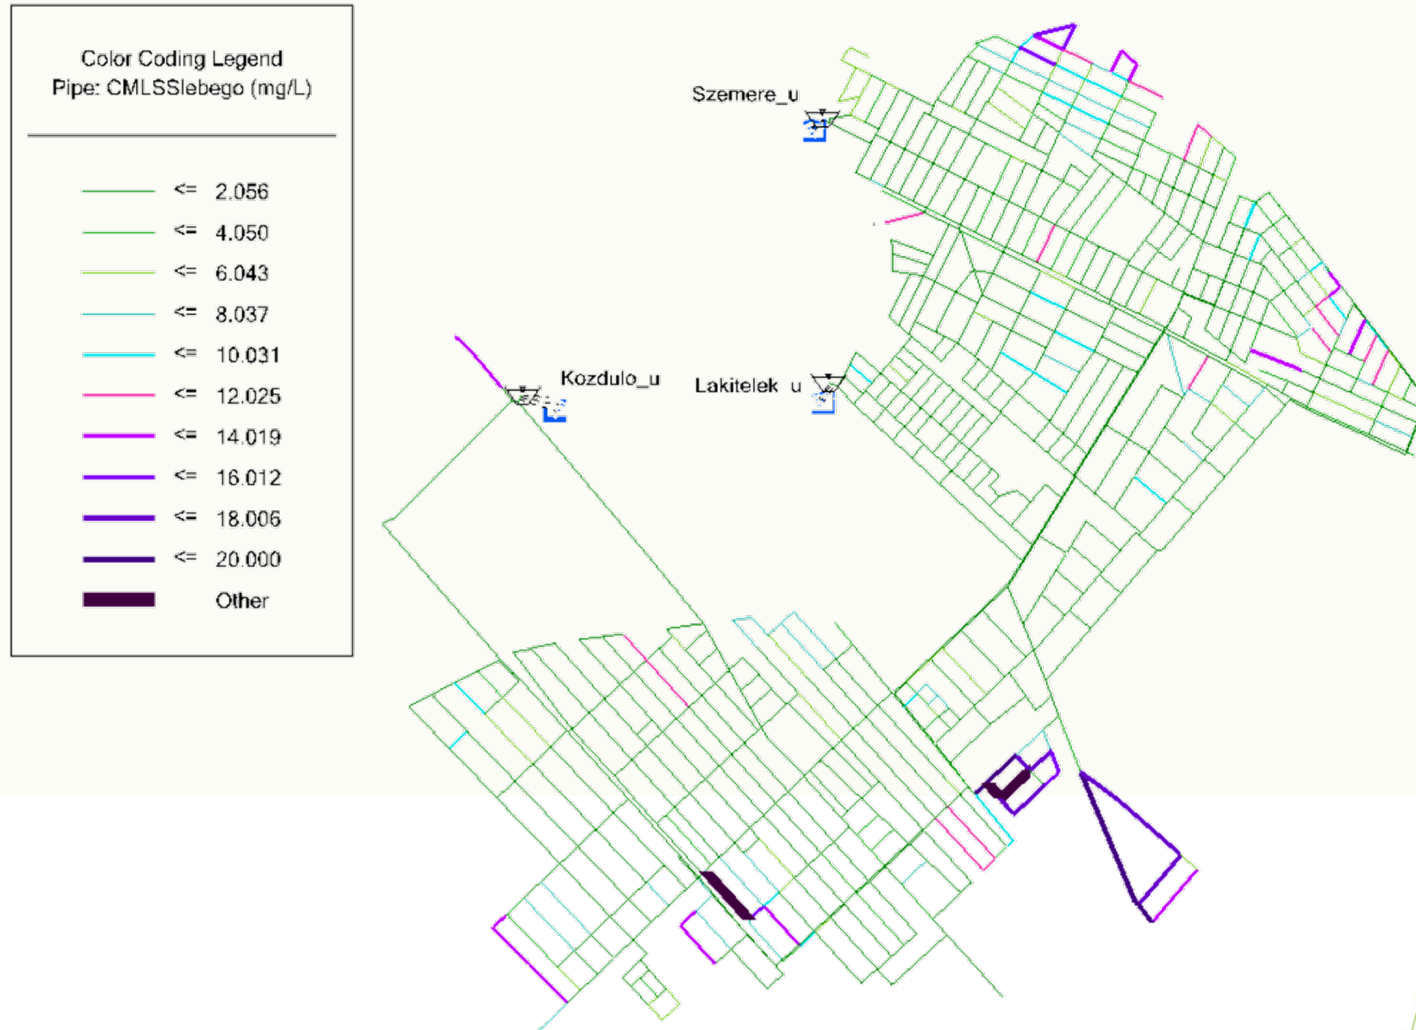 Color Coding Legend
Pipe: CMLSSlebego (mg/L)
<= 2.056
<= 4.050
<= 6.043
<= 8.037
<= 10.031
<= 12.025
<= 14.019
<= 16.012
<= 18.006
<= 20.000
Other
Szemere_u
Kozdulo_u
Lakitelek u